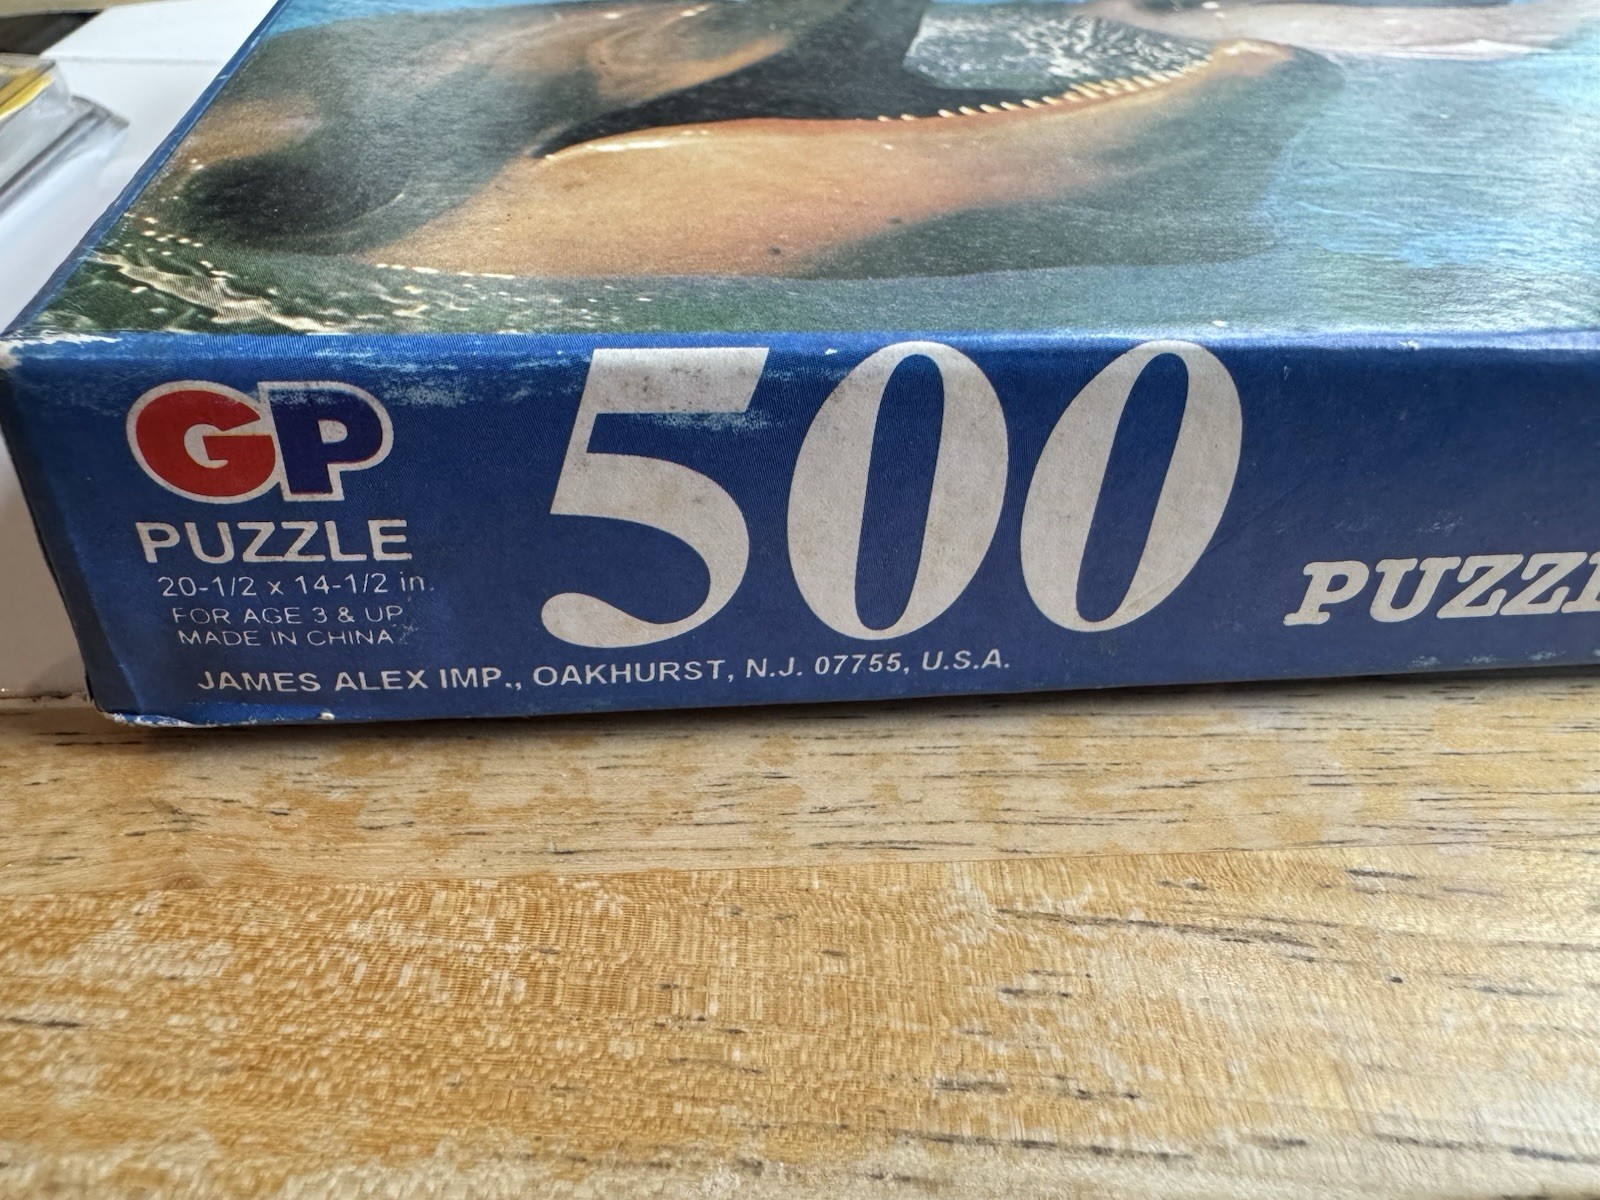 GP
PUZZLE
20-1/2 x 14-1/2 in.
FOR AGE 3 & UP
MADE IN CHINA
JAMES ALEX IMP., OAKHURST, N.J. 07755, U.S.A.
500